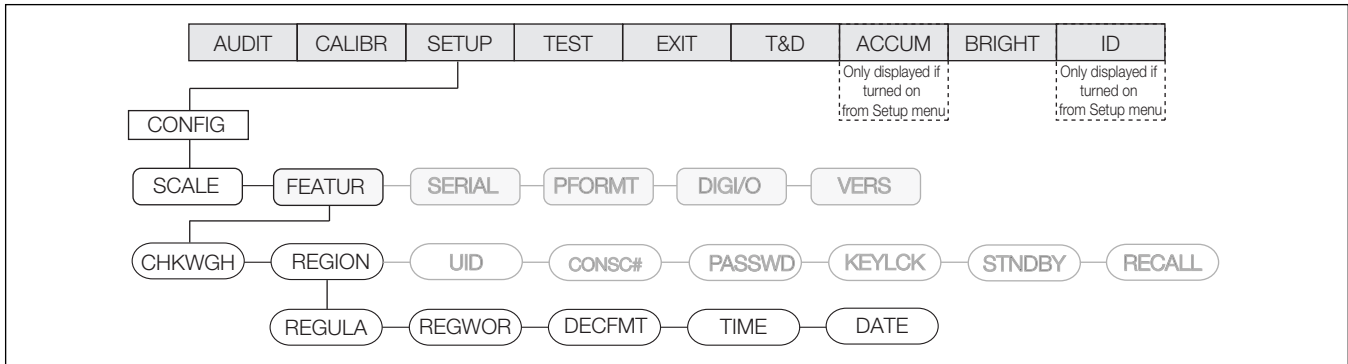 AUDIT CALIBR SETUP TEST EXIT T&D ACCUM BRIGHT ID
Only displayed if turned on from Setup menu
Only displayed if turned on from Setup menu
CONFIG
SCALE FEATUR SERIAL PFORMT DIGI/O VERS
CHKWGH REGION UID CONSC# PASSWD KEYLCK STNDBY RECALL
REGULA REGWOR DECFMT TIME DATE